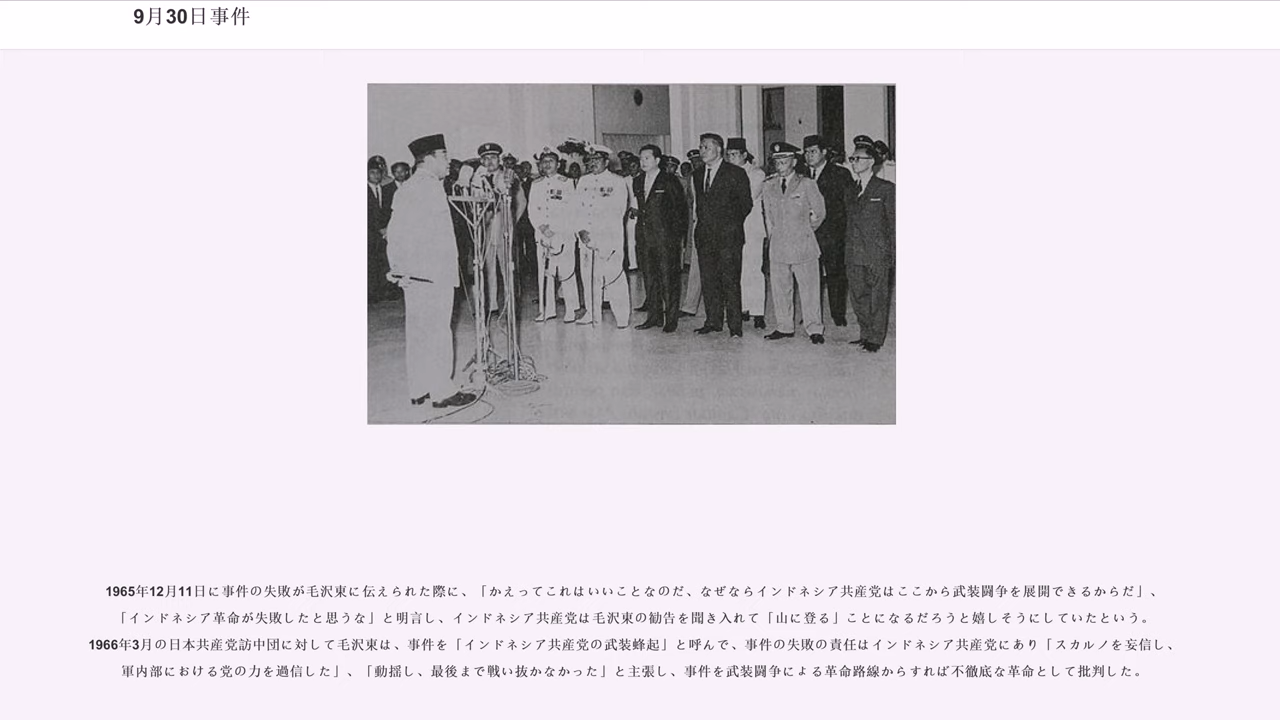 9月30日事件
1965年12月11日に事件の失敗が毛沢東に伝えられた際に、「かえってこれはいいことなのだ、なぜならインドネシア共産党はここから武装闘争を展開できるからだ」、
「インドネシア革命が失敗したと思うな」と明言し、インドネシア共産党は毛沢東の勧告を聞き入れて「山に登る」ことになるだろうと嬉しそうにしていたという。
1966年3月の日本共産党訪中団に対して毛沢東は、事件を「インドネシア共産党の武装蜂起」と呼んで、事件の失敗の責任はインドネシア共産党にあり「スカルノを妄信し、
軍内部における党の力を過信した」、「動揺し、最後まで戦い抜かなかった」と主張し、事件を武装闘争による革命路線からすれば不徹底な革命として批判した。